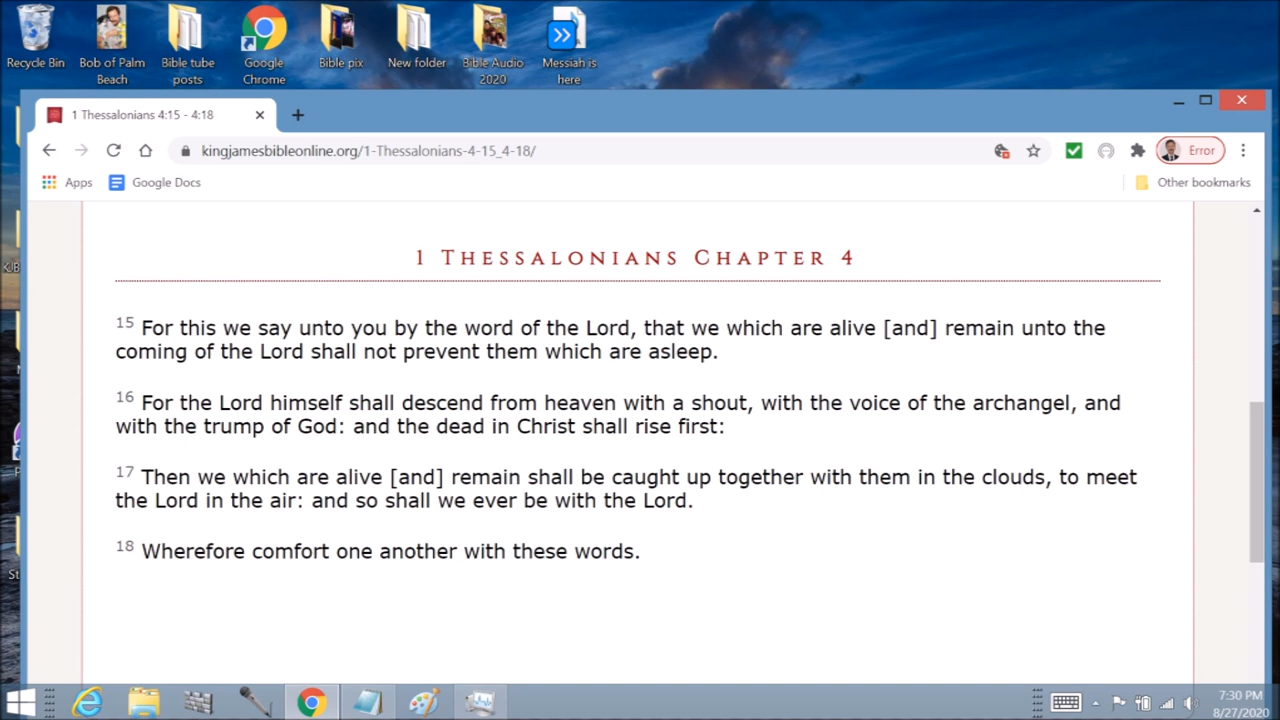 Recycle Bin
Bob of Palm
Beach
Bible tube
posts
Google
Chrome
Bible pix
New folder
Bible Audio
2020
Messiah is
here
1 Thessalonians 4:15 - 4:18
kingjamesbibleonline.org/1-Thessalonians-4-15_4-18/
Error
Apps
Google Docs
Other bookmarks
1 Thessalonians Chapter 4
15 For this we say unto you by the word of the Lord, that we which are alive [and] remain unto the
coming of the Lord shall not prevent them which are asleep.
16 For the Lord himself shall descend from heaven with a shout, with the voice of the archangel, and
with the trump of God: and the dead in Christ shall rise first:
17 Then we which are alive [and] remain shall be caught up together with them in the clouds, to meet
the Lord in the air: and so shall we ever be with the Lord.
18 Wherefore comfort one another with these words.
7:30 PM
8/27/2020